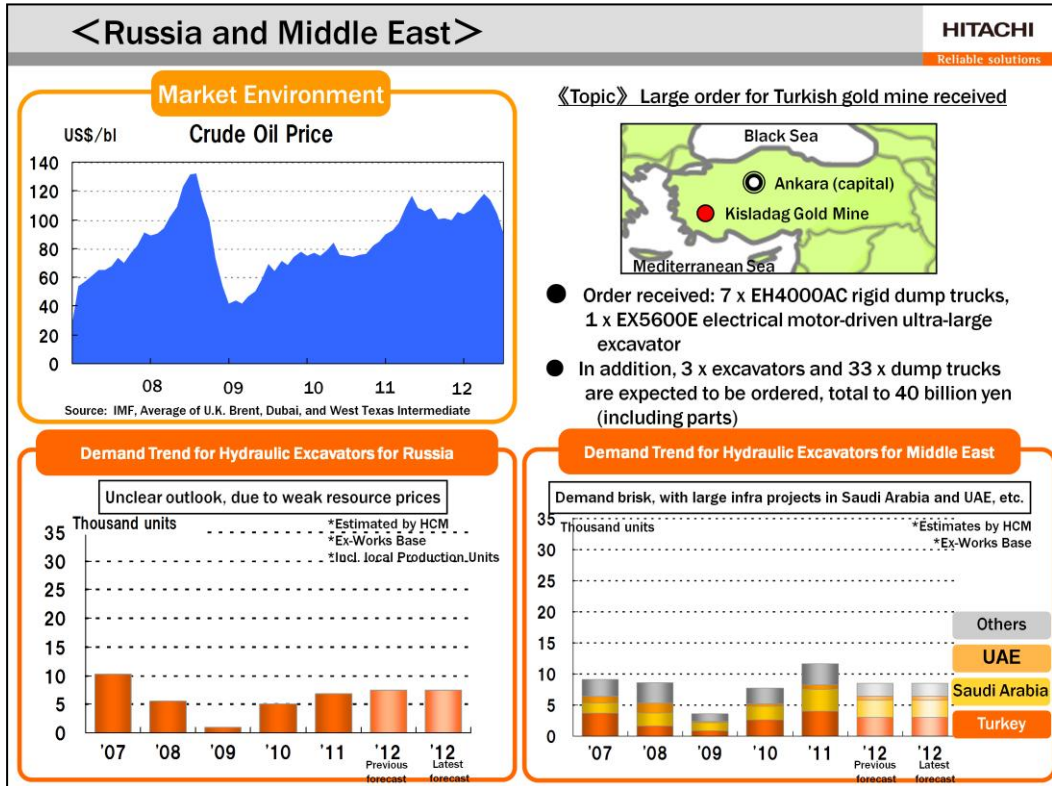 <Russia and Middle East>
HITACHI
Reliable solutions
Market Environment
US$/bl
Crude Oil Price
140
120
100
80
60
40
20
0
08 09 10 11 12
Source: IMF, Average of U.K. Brent, Dubai, and West Texas Intermediate
《Topic》 Large order for Turkish gold mine received
Black Sea
Ankara (capital)
Kisladag Gold Mine
Mediterranean Sea
● Order received: 7 x EH4000AC rigid dump trucks,
1 x EX5600E electrical motor-driven ultra-large
excavator
● In addition, 3 x excavators and 33 x dump trucks
are expected to be ordered, total to 40 billion yen
(including parts)
Demand Trend for Hydraulic Excavators for Russia
Unclear outlook, due to weak resource prices
Thousand units
*Estimated by HCM
*Ex-Works Base
*Incl. local Production Units
35
30
25
20
15
10
5
0
'07 '08 '09 '10 '11 '12 '12
Previous forecast Latest forecast
Demand Trend for Hydraulic Excavators for Middle East
Demand brisk, with large infra projects in Saudi Arabia and UAE, etc.
Thousand units
*Estimates by HCM
*Ex-Works Base
35
30
25
20
15
10
5
0
'07 '08 '09 '10 '11 '12 '12
Previous forecast Latest forecast
Others
UAE
Saudi Arabia
Turkey